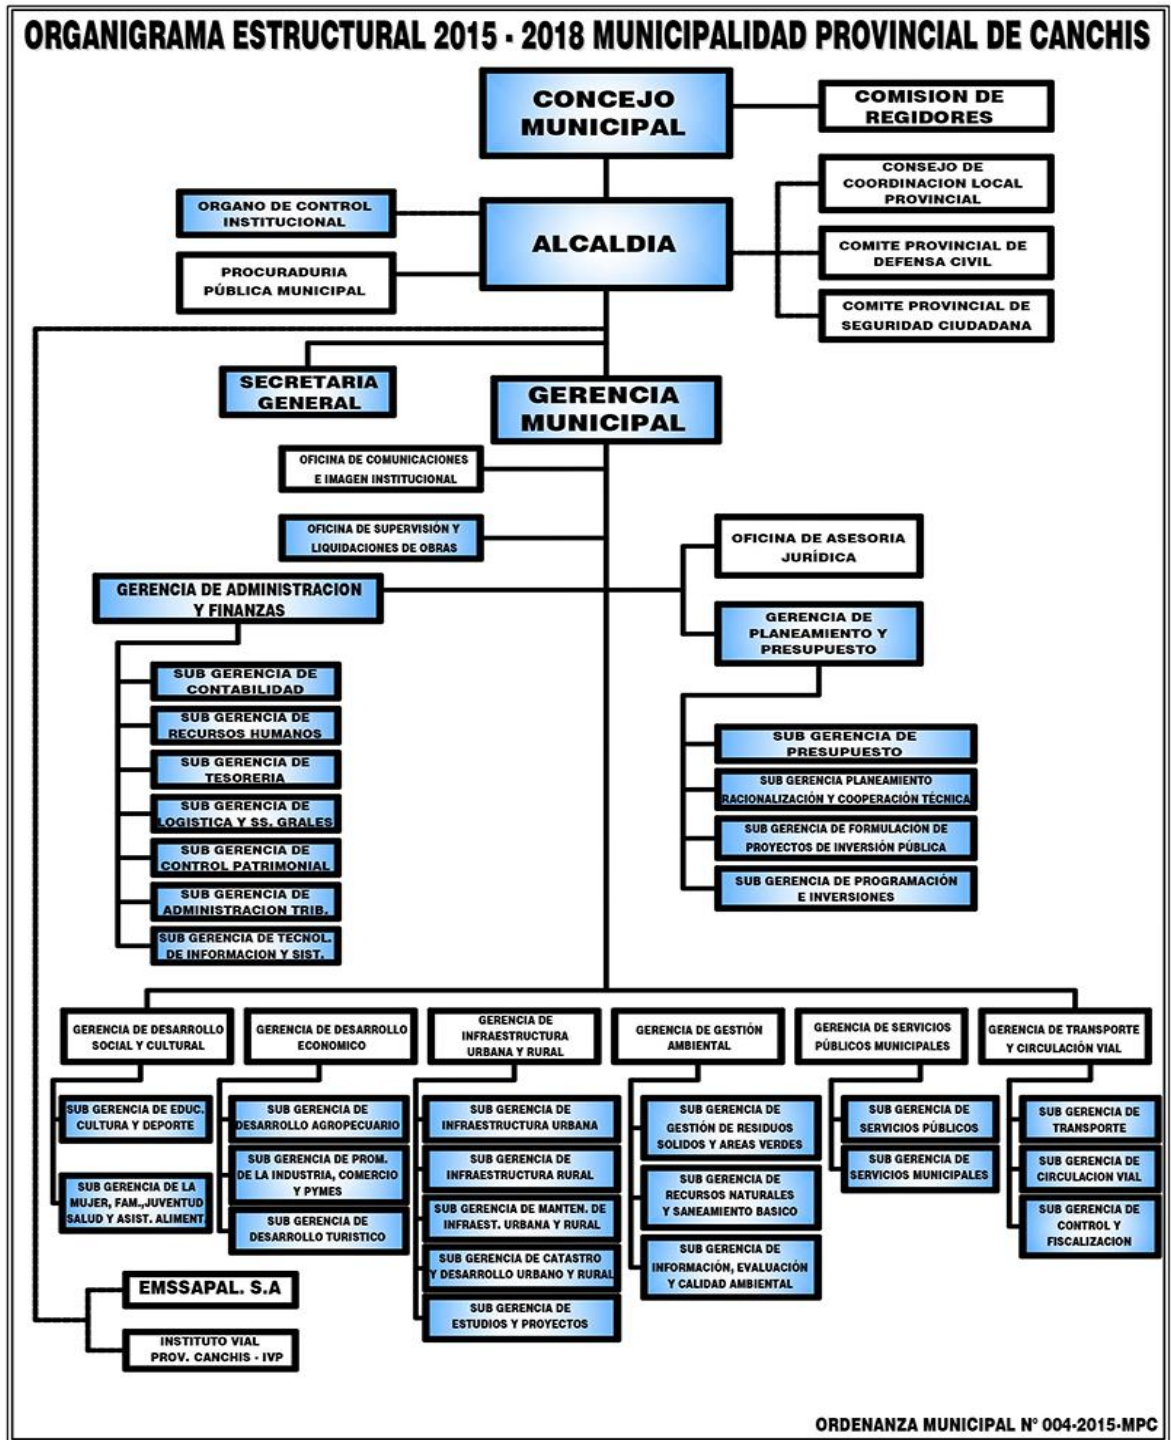 ORGANIGRAMA ESTRUCTURAL 2015 - 2018 MUNICIPALIDAD PROVINCIAL DE CANCHIS
CONCEJO
MUNICIPAL
COMISION DE
REGIDORES
CONSEJO DE
COORDINACION LOCAL
PROVINCIAL
ORGANO DE CONTROL
INSTITUCIONAL
ALCALDIA
COMITE PROVINCIAL DE
DEFENSA CIVIL
PROCURADURIA
PÚBLICA MUNICIPAL
COMITE PROVINCIAL DE
SEGURIDAD CIUDADANA
SECRETARIA
GENERAL
GERENCIA
MUNICIPAL
OFICINA DE COMUNICACIONES
E IMAGEN INSTITUCIONAL
OFICINA DE SUPERVISIÓN Y
LIQUIDACIONES DE OBRAS
OFICINA DE ASESORIA
JURÍDICA
GERENCIA DE ADMINISTRACION
Y FINANZAS
GERENCIA DE
PLANEAMIENTO Y
PRESUPUESTO
SUB GERENCIA DE
CONTABILIDAD
SUB GERENCIA DE
RECURSOS HUMANOS
SUB GERENCIA DE
TESORERIA
SUB GERENCIA DE
LOGISTICA Y SS. GRALES
SUB GERENCIA DE
CONTROL PATRIMONIAL
SUB GERENCIA DE
ADMINISTRACION TRIB.
SUB GERENCIA DE TECNOL.
DE INFORMACION Y SIST.
SUB GERENCIA DE
PRESUPUESTO
SUB GERENCIA PLANEAMIENTO
RACIONALIZACIÓN Y COOPERACIÓN TÉCNICA
SUB GERENCIA DE FORMULACIÓN DE
PROYECTOS DE INVERSIÓN PÚBLICA
SUB GERENCIA DE PROGRAMACIÓN
E INVERSIONES
GERENCIA DE DESARROLLO
SOCIAL Y CULTURAL
SUB GERENCIA DE EDUC.
CULTURA Y DEPORTE
SUB GERENCIA DE LA
MUJER, FAM.,JUVENTUD
SALUD Y ASIST. ALIMENT.
GERENCIA DE DESARROLLO
ECONOMICO
SUB GERENCIA DE
DESARROLLO AGROPECUARIO
SUB GERENCIA DE PROM.
DE LA INDUSTRIA, COMERCIO
Y PYMES
SUB GERENCIA DE
DESARROLLO TURISTICO
GERENCIA DE
INFRAESTRUCTURA
URBANA Y RURAL
SUB GERENCIA DE
INFRAESTRUCTURA URBANA
SUB GERENCIA DE
INFRAESTRUCTURA RURAL
SUB GERENCIA DE MANTEN. DE
INFRAEST. URBANA Y RURAL
SUB GERENCIA DE CATASTRO
Y DESARROLLO URBANO Y RURAL
SUB GERENCIA DE
ESTUDIOS Y PROYECTOS
GERENCIA DE GESTIÓN
AMBIENTAL
SUB GERENCIA DE
GESTIÓN DE RESIDUOS
SOLIDOS Y AREAS VERDES
SUB GERENCIA DE
RECURSOS NATURALES
Y SANEAMIENTO BASICO
SUB GERENCIA DE
INFORMACIÓN, EVALUACIÓN
Y CALIDAD AMBIENTAL
GERENCIA DE SERVICIOS
PÚBLICOS MUNICIPALES
SUB GERENCIA DE
SERVICIOS PÚBLICOS
SUB GERENCIA DE
SERVICIOS MUNICIPALES
GERENCIA DE TRANSPORTE
Y CIRCULACIÓN VIAL
SUB GERENCIA DE
TRANSPORTE
SUB GERENCIA DE
CIRCULACION VIAL
SUB GERENCIA DE
CONTROL Y
FISCALIZACION
EMSSAPAL. S.A
INSTITUTO VIAL
PROV. CANCHIS - IVP
ORDENANZA MUNICIPAL N° 004-2015-MPC